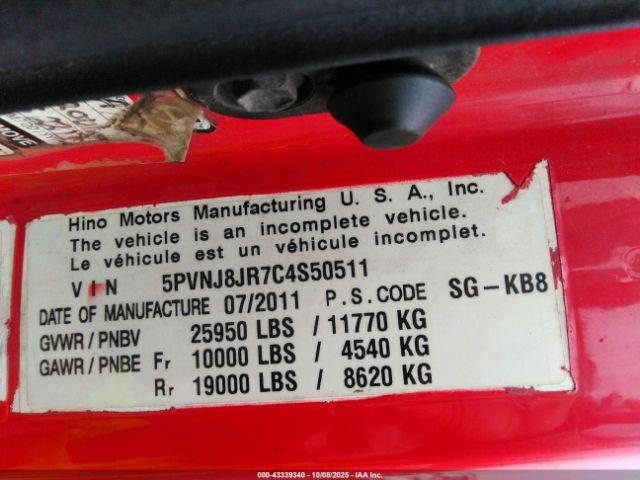 Hino Motors Manufacturing U. S. A., Inc.
The vehicle is an incomplete vehicle.
Le véhicule est un véhicule incomplet.
VIN 5PVNJ8JR7C4S50511
DATE OF MANUFACTURE 07/2011 P.S.CODE SG-KB8
GVWR / PNBV 25950 LBS / 11770 KG
GAWR / PNBE Fr 10000 LBS / 4540 KG
Rr 19000 LBS / 8620 KG
000-43339340 - 10/08/2025 - IAA Inc.